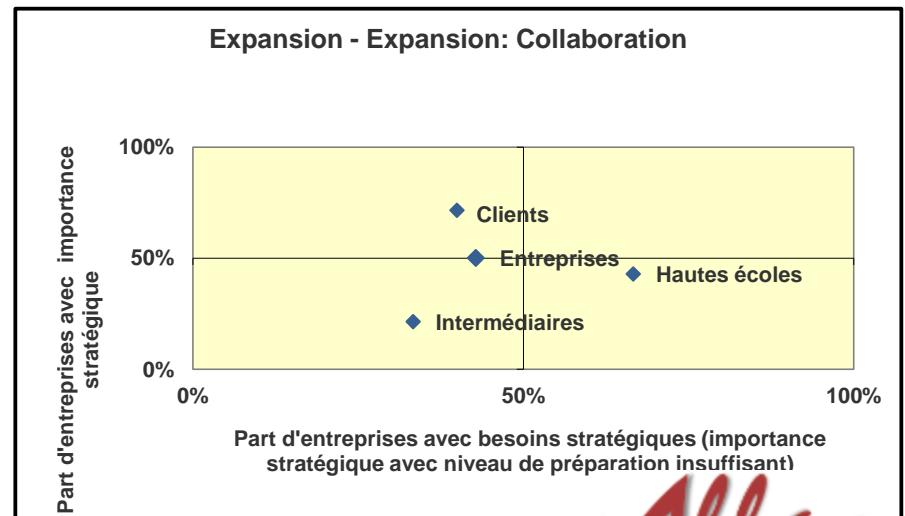 Expansion - Expansion: Collaboration
Part d'entreprises avec importance
stratégique
100%
50%
0%
Clients
Entreprises
Hautes écoles
Intermédiaires
0%
50%
100%
Part d'entreprises avec besoins stratégiques (importance
stratégique avec niveau de préparation insuffisant)